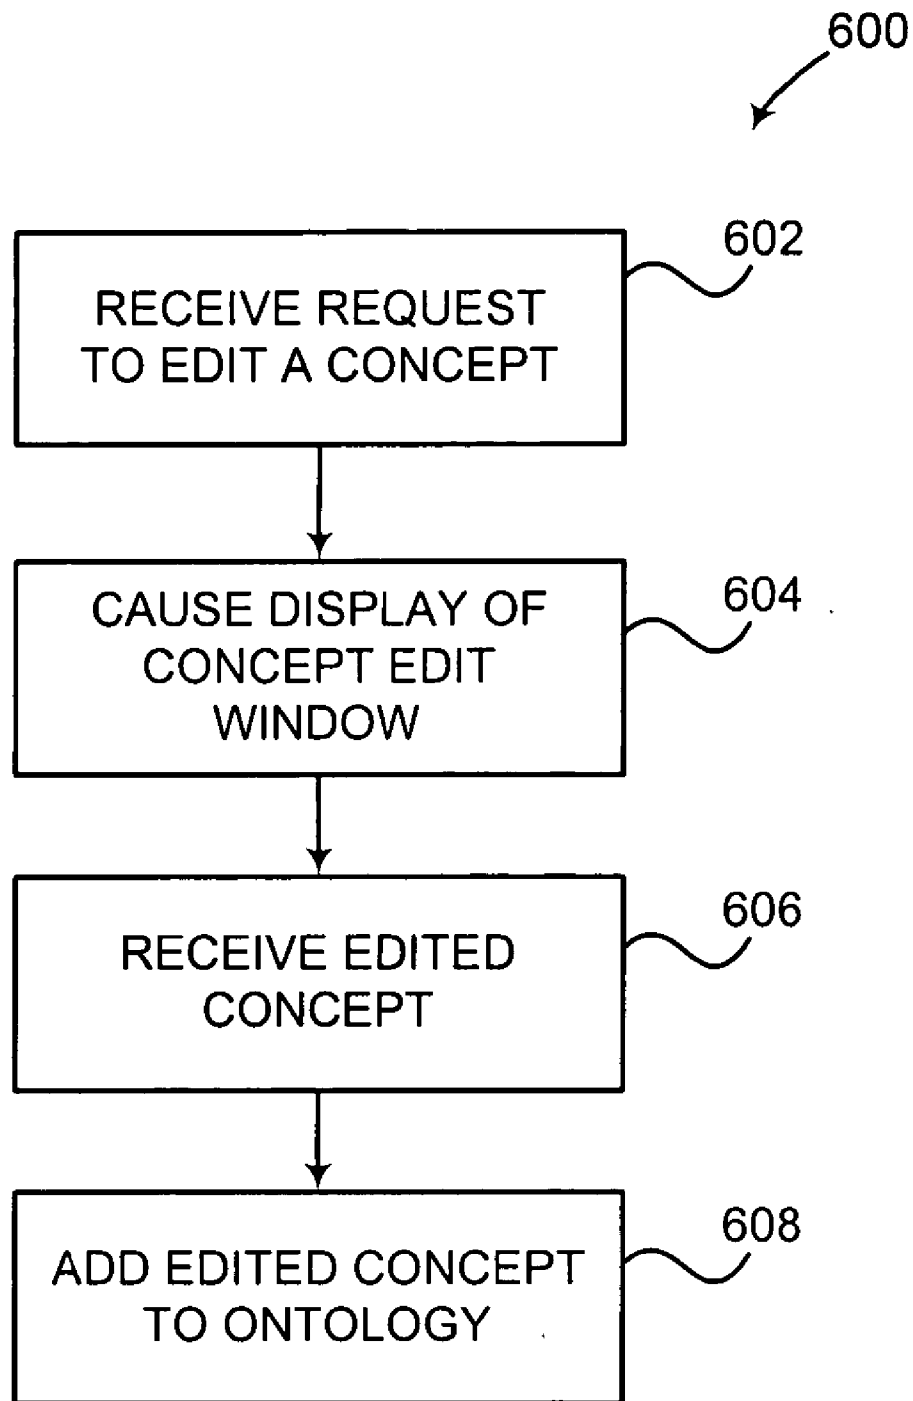 600
602
RECEIVE REQUEST
TO EDIT A CONCEPT
604
CAUSE DISPLAY OF
CONCEPT EDIT
WINDOW
606
RECEIVE EDITED
CONCEPT
608
ADD EDITED CONCEPT
TO ONTOLOGY